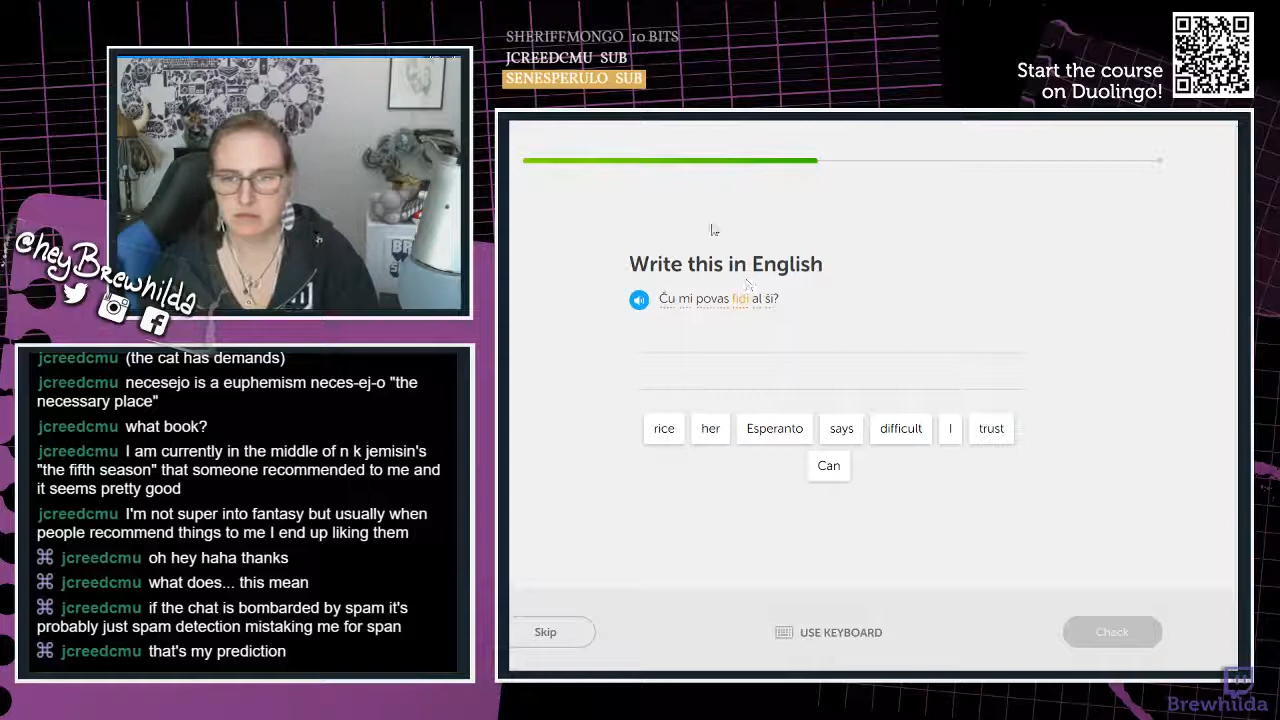 SHERIFFMONGO 10 BITS
JCREEDCMU SUB
SENESPERULO SUB
Start the course
on Duolingo!
@heyBrewhilda
jcreedcmu (the cat has demands)
jcreedcmu necesejo is a euphemism neces-ej-o "the
necessary place"
jcreedcmu what book?
jcreedcmu I am currently in the middle of n k jemisin's
"the fifth season" that someone recommended to me and
it seems pretty good
jcreedcmu I'm not super into fantasy but usually when
people recommend things to me I end up liking them
jcreedcmu oh hey haha thanks
jcreedcmu what does... this mean
jcreedcmu if the chat is bombarded by spam it's
probably just spam detection mistaking me for span
jcreedcmu that's my prediction
Write this in English
Ĉu mi povas fidi al ŝi?
rice her Esperanto says difficult I trust
Can
Skip
USE KEYBOARD
Check
Brewhilda